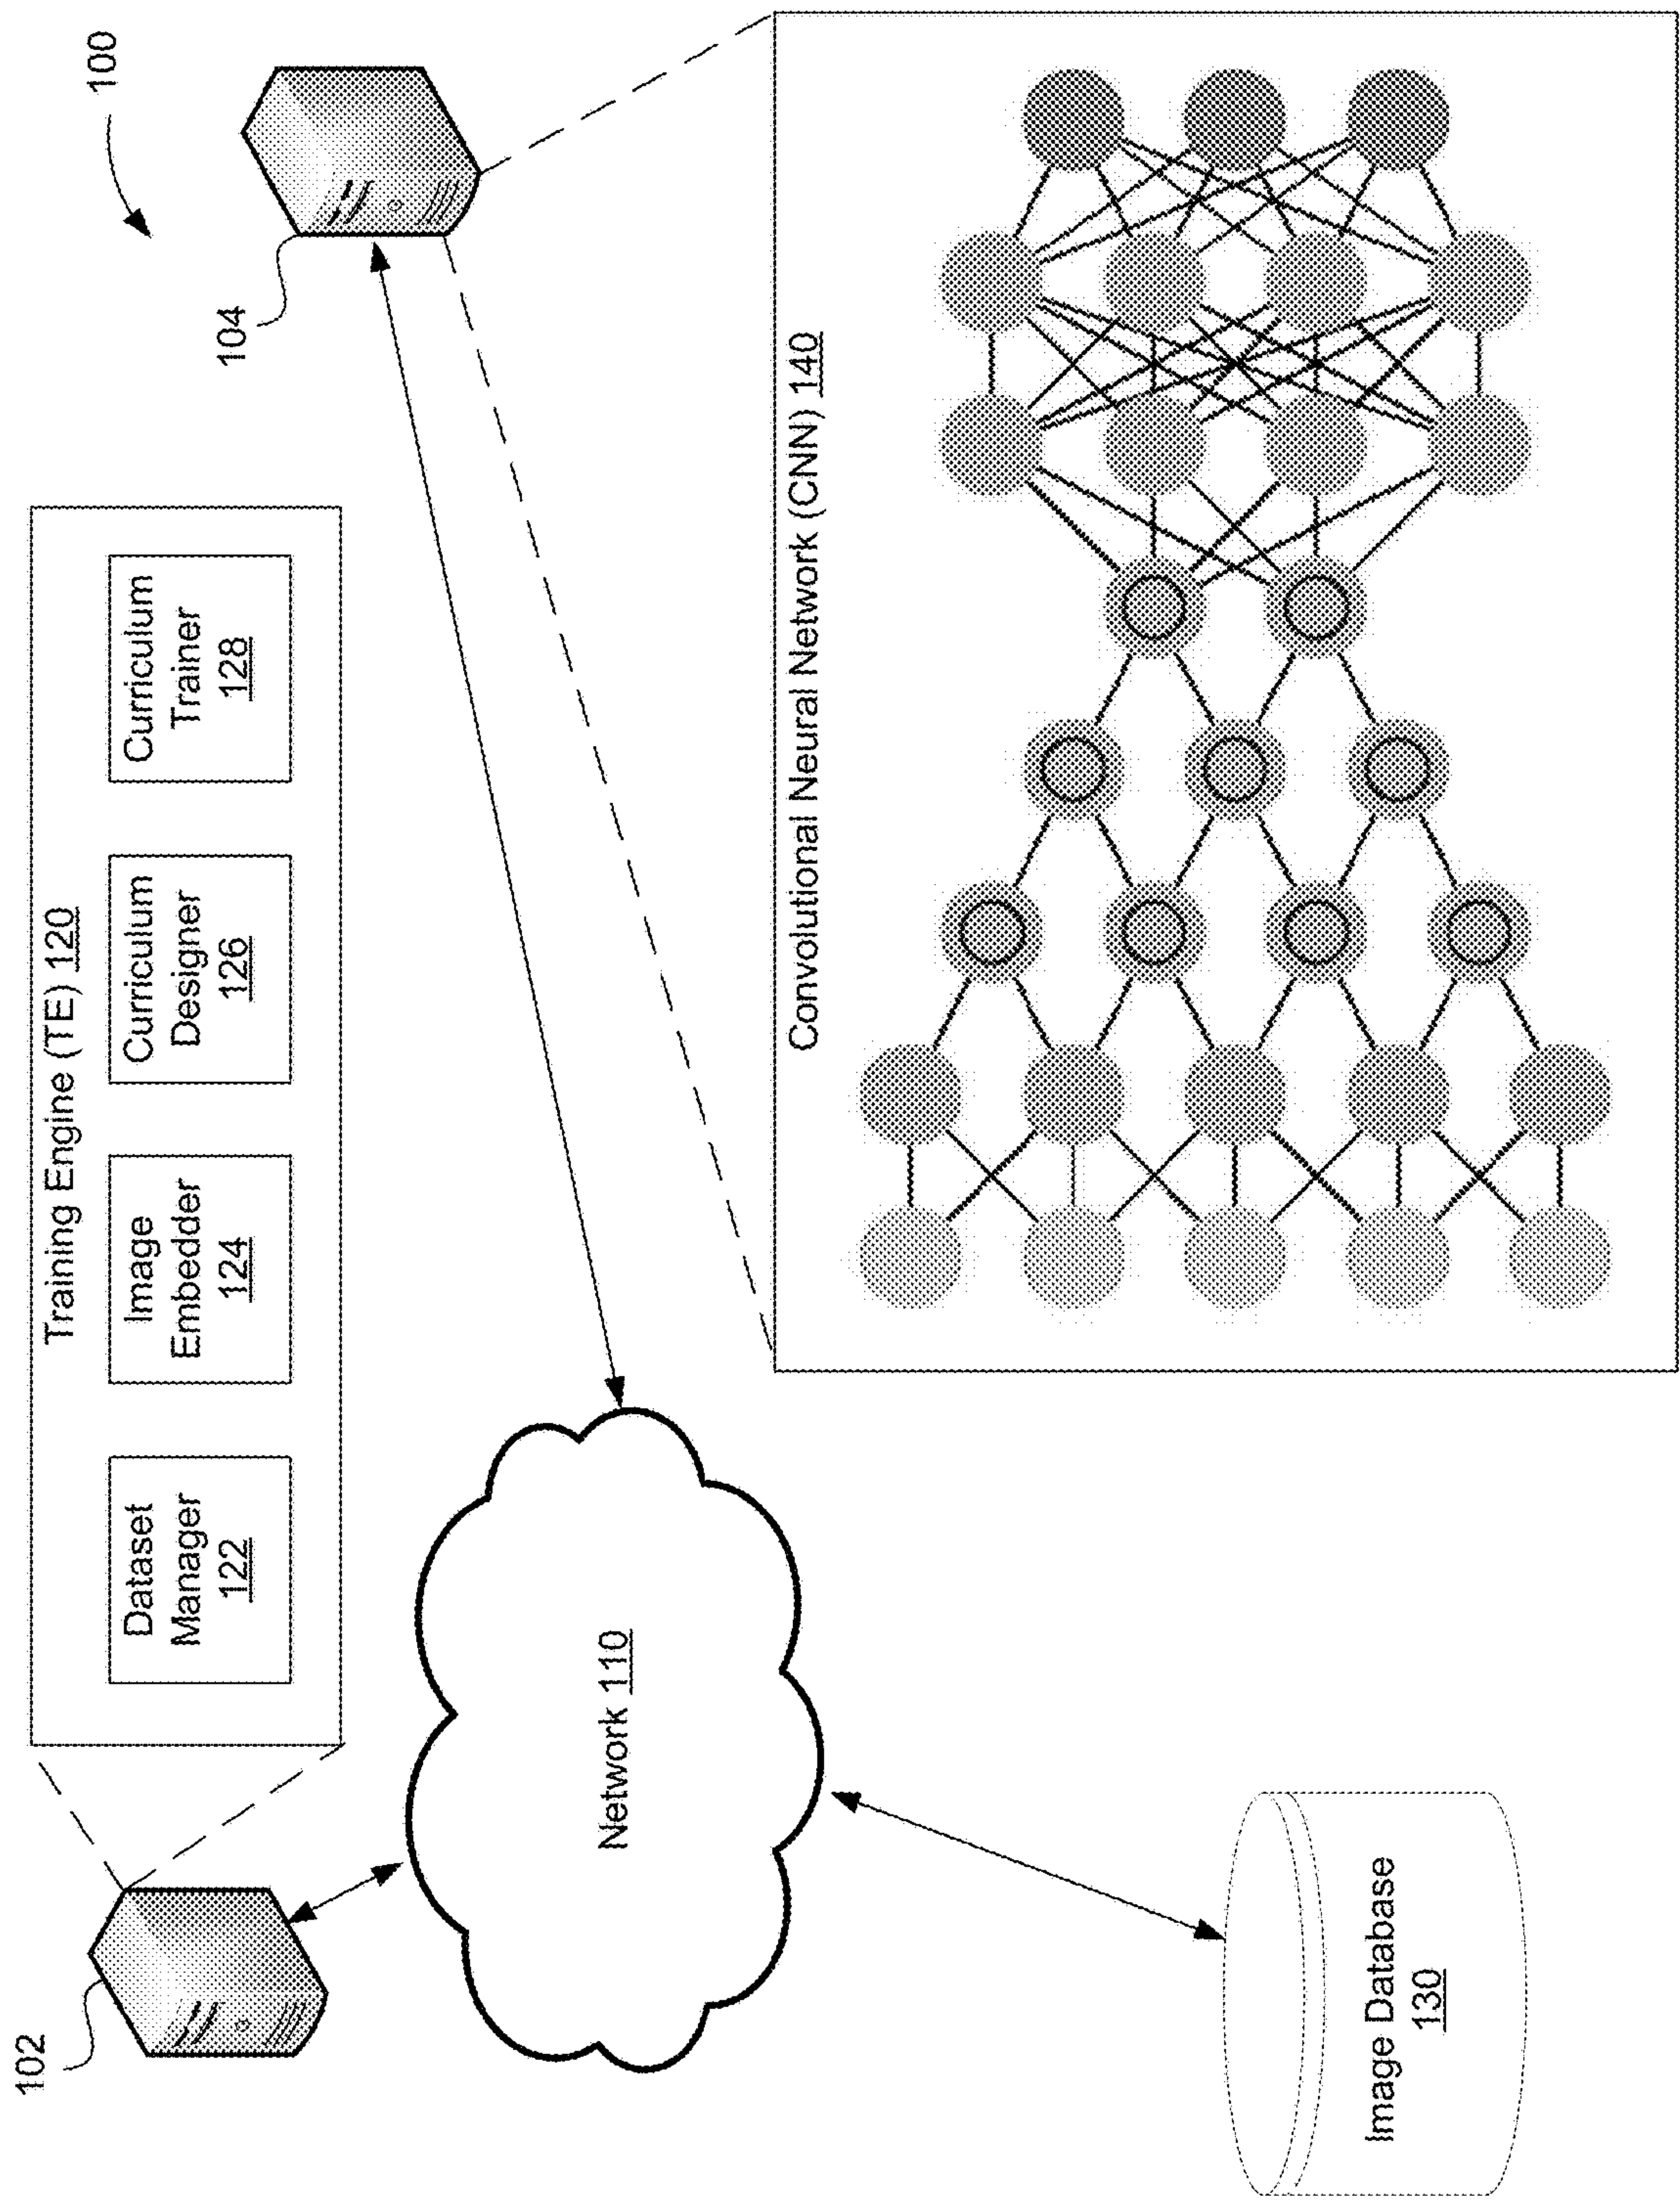 100
102
104
Training Engine (TE) 120
Dataset
Manager
122
Image
Embedder
124
Curriculum
Designer
126
Curriculum
Trainer
128
Network 110
Convolutional Neural Network (CNN) 140
Image Database
130